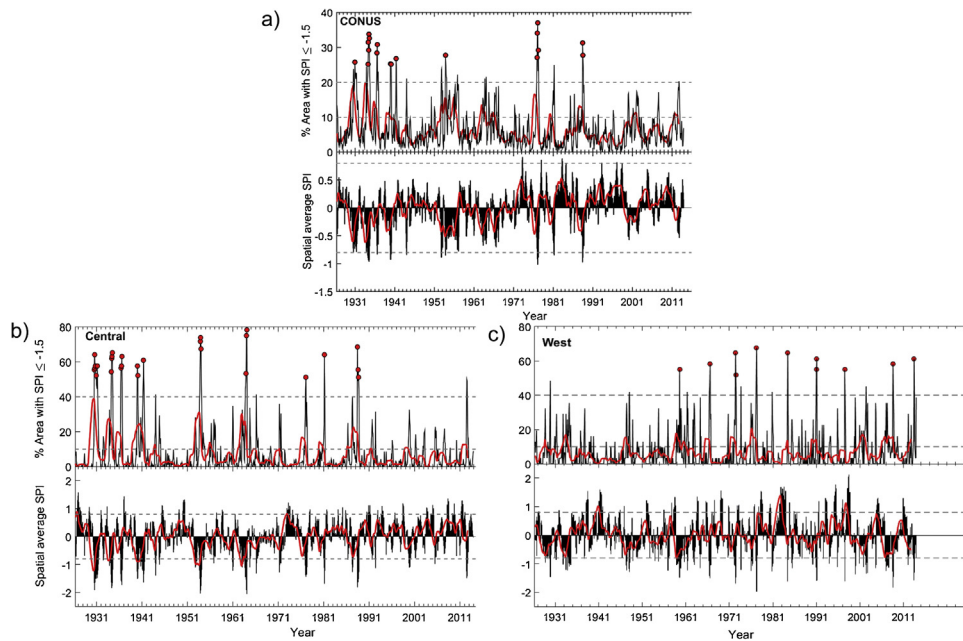 a)
CONUS
% Area with SPI ≤ -1.5
40
30
20
10
0
Spatial average SPI
0.5
0
-0.5
-1
-1.5
1931 1941 1951 1961 1971 1981 1991 2001 2011
Year
b)
Central
% Area with SPI ≤ -1.5
80
60
40
20
0
Spatial average SPI
2
1
0
-1
-2
1931 1941 1951 1961 1971 1981 1991 2001 2011
Year
c)
West
80
60
40
20
0
2
1
0
-1
-2
1931 1941 1951 1961 1971 1981 1991 2001 2011
Year